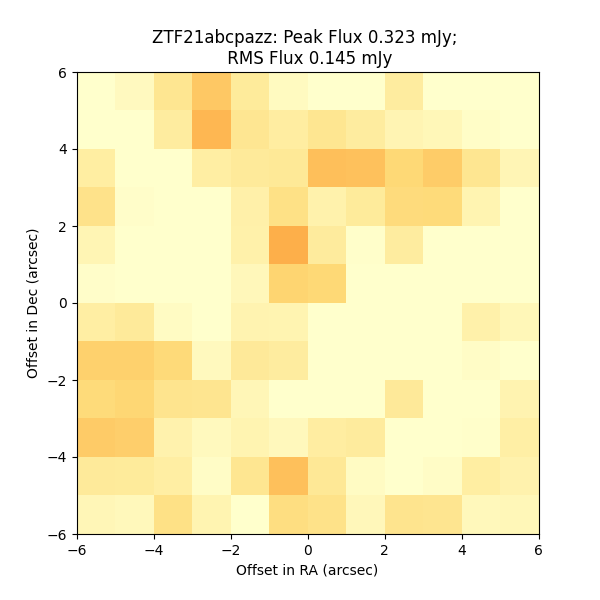 ZTF21abcpazz: Peak Flux 0.323 mJy;
RMS Flux 0.145 mJy
6
4
2
0
−2
−4
−6
Offset in Dec (arcsec)
−6 −4 −2 0 2 4 6
Offset in RA (arcsec)